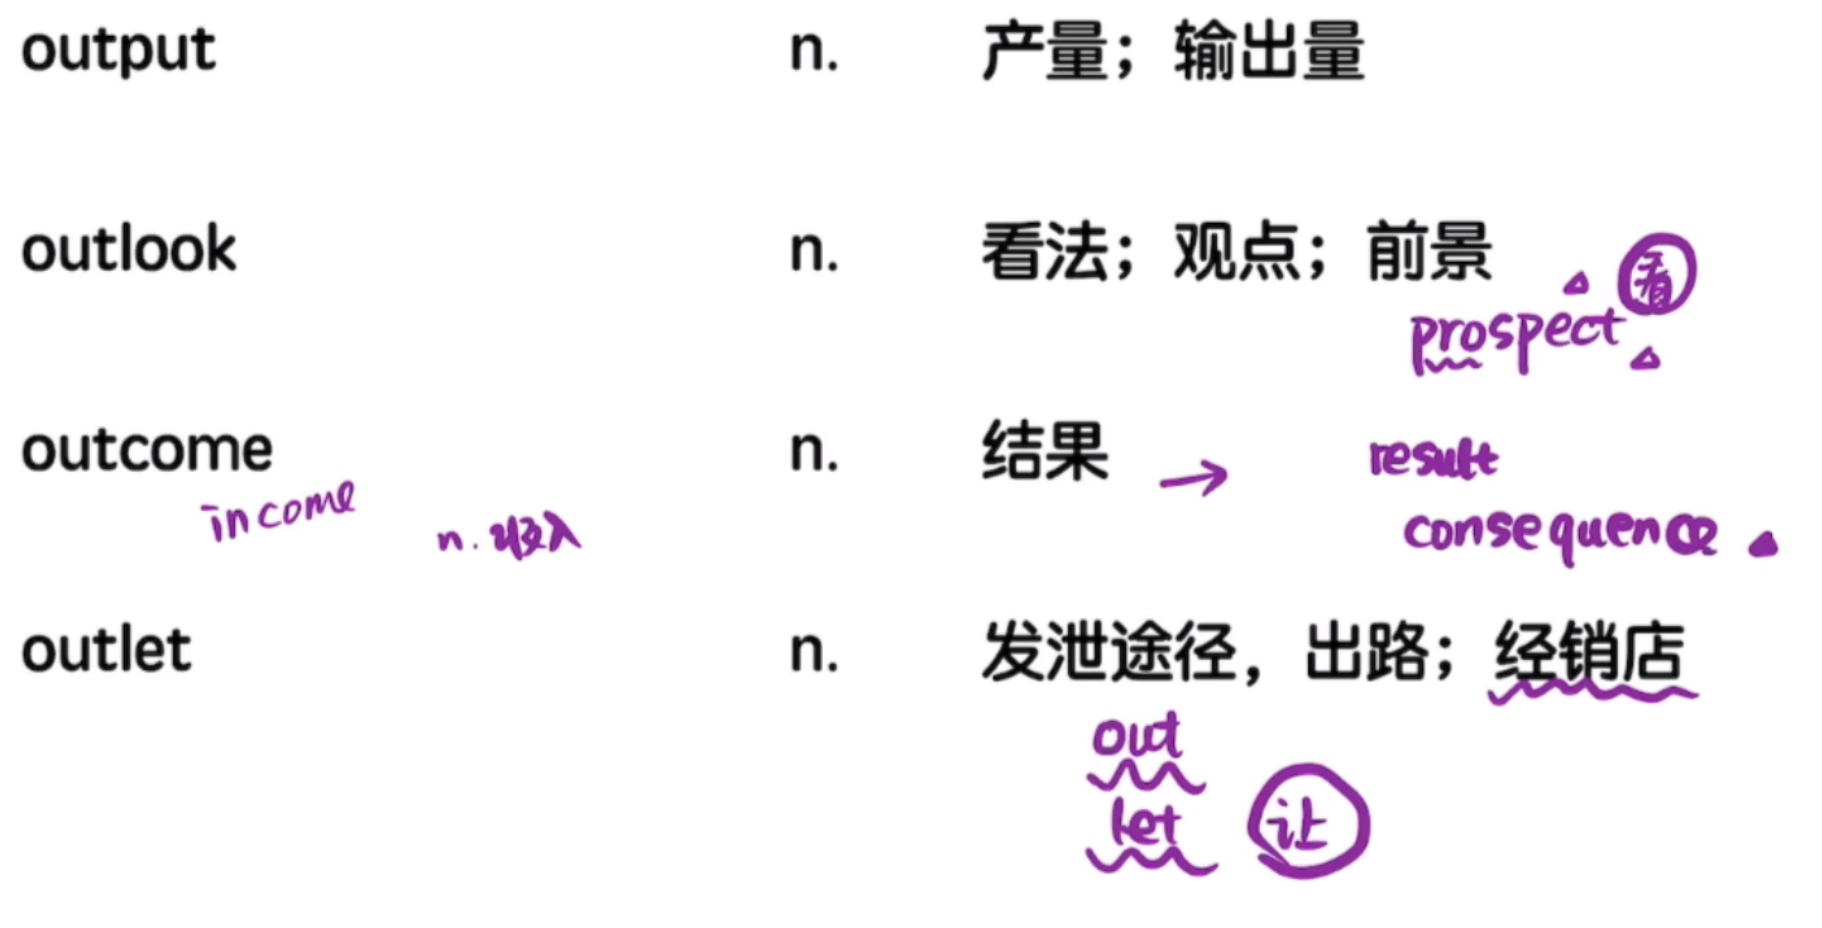 output n. 产量；输出量
outlook n. 看法；观点；前景
看
prospect
outcome n. 结果 → result
income n. 收入 consequence
outlet n. 发泄途径，出路；经销店
out
let 让